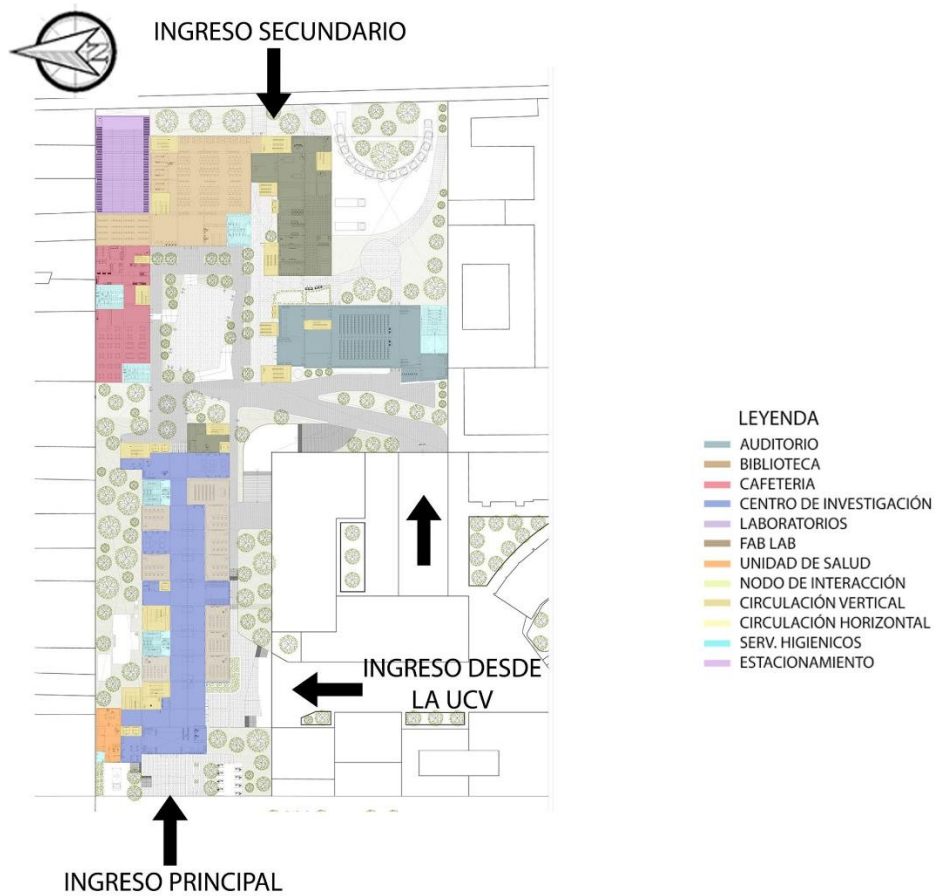 N
INGRESO SECUNDARIO
LEYENDA
AUDITORIO
BIBLIOTECA
CAFETERIA
CENTRO DE INVESTIGACIÓN
LABORATORIOS
FAB LAB
UNIDAD DE SALUD
NODO DE INTERACCIÓN
CIRCULACIÓN VERTICAL
CIRCULACIÓN HORIZONTAL
SERV. HIGIENICOS
ESTACIONAMIENTO
INGRESO DESDE
LA UCV
INGRESO PRINCIPAL